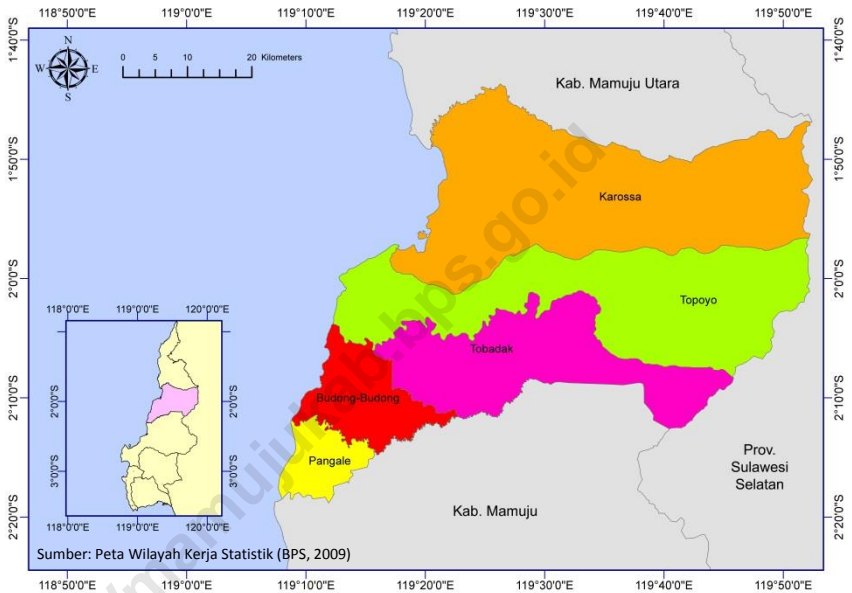 118°50'0"E 119°0'0"E 119°10'0"E 119°20'0"E 119°30'0"E 119°40'0"E 119°50'0"E
1°40'0"S
1°50'0"S
2°0'0"S
2°10'0"S
2°20'0"S
N
W E
S
0 5 10 20 Kilometers
Kab. Mamuju Utara
Karossa
Topoyo
Tobadak
Budong-Budong
Pangale
Prov.
Sulawesi
Selatan
Kab. Mamuju
118°0'0"E 119°0'0"E 120°0'0"E
2°0'0"S
3°0'0"S
2°0'0"S
3°0'0"S
118°0'0"E 119°0'0"E 120°0'0"E
Sumber: Peta Wilayah Kerja Statistik (BPS, 2009)
1°40'0"S
1°50'0"S
2°0'0"S
2°10'0"S
2°20'0"S
118°50'0"E 119°0'0"E 119°10'0"E 119°20'0"E 119°30'0"E 119°40'0"E 119°50'0"E
/mamujukab.bps.go.id